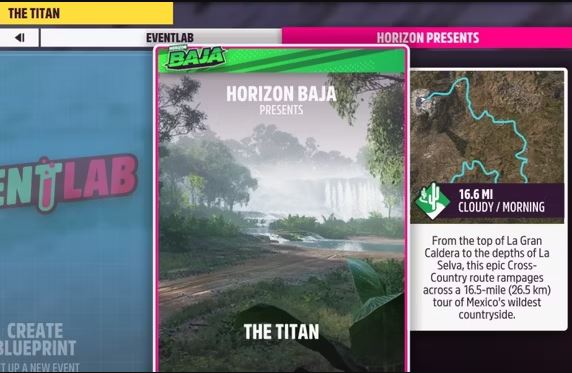 THE TITAN
EVENTLAB
HORIZON PRESENTS
HORIZON
BAJA
HORIZON BAJA
PRESENTS
ENTLAB
16.6 MI
CLOUDY / MORNING
From the top of La Gran
Caldera to the depths of La
Selva, this epic Cross-
Country route rampages
across a 16.5-mile (26.5 km)
tour of Mexico's wildest
countryside.
THE TITAN
CREATE
BLUEPRINT
T UP A NEW EVENT